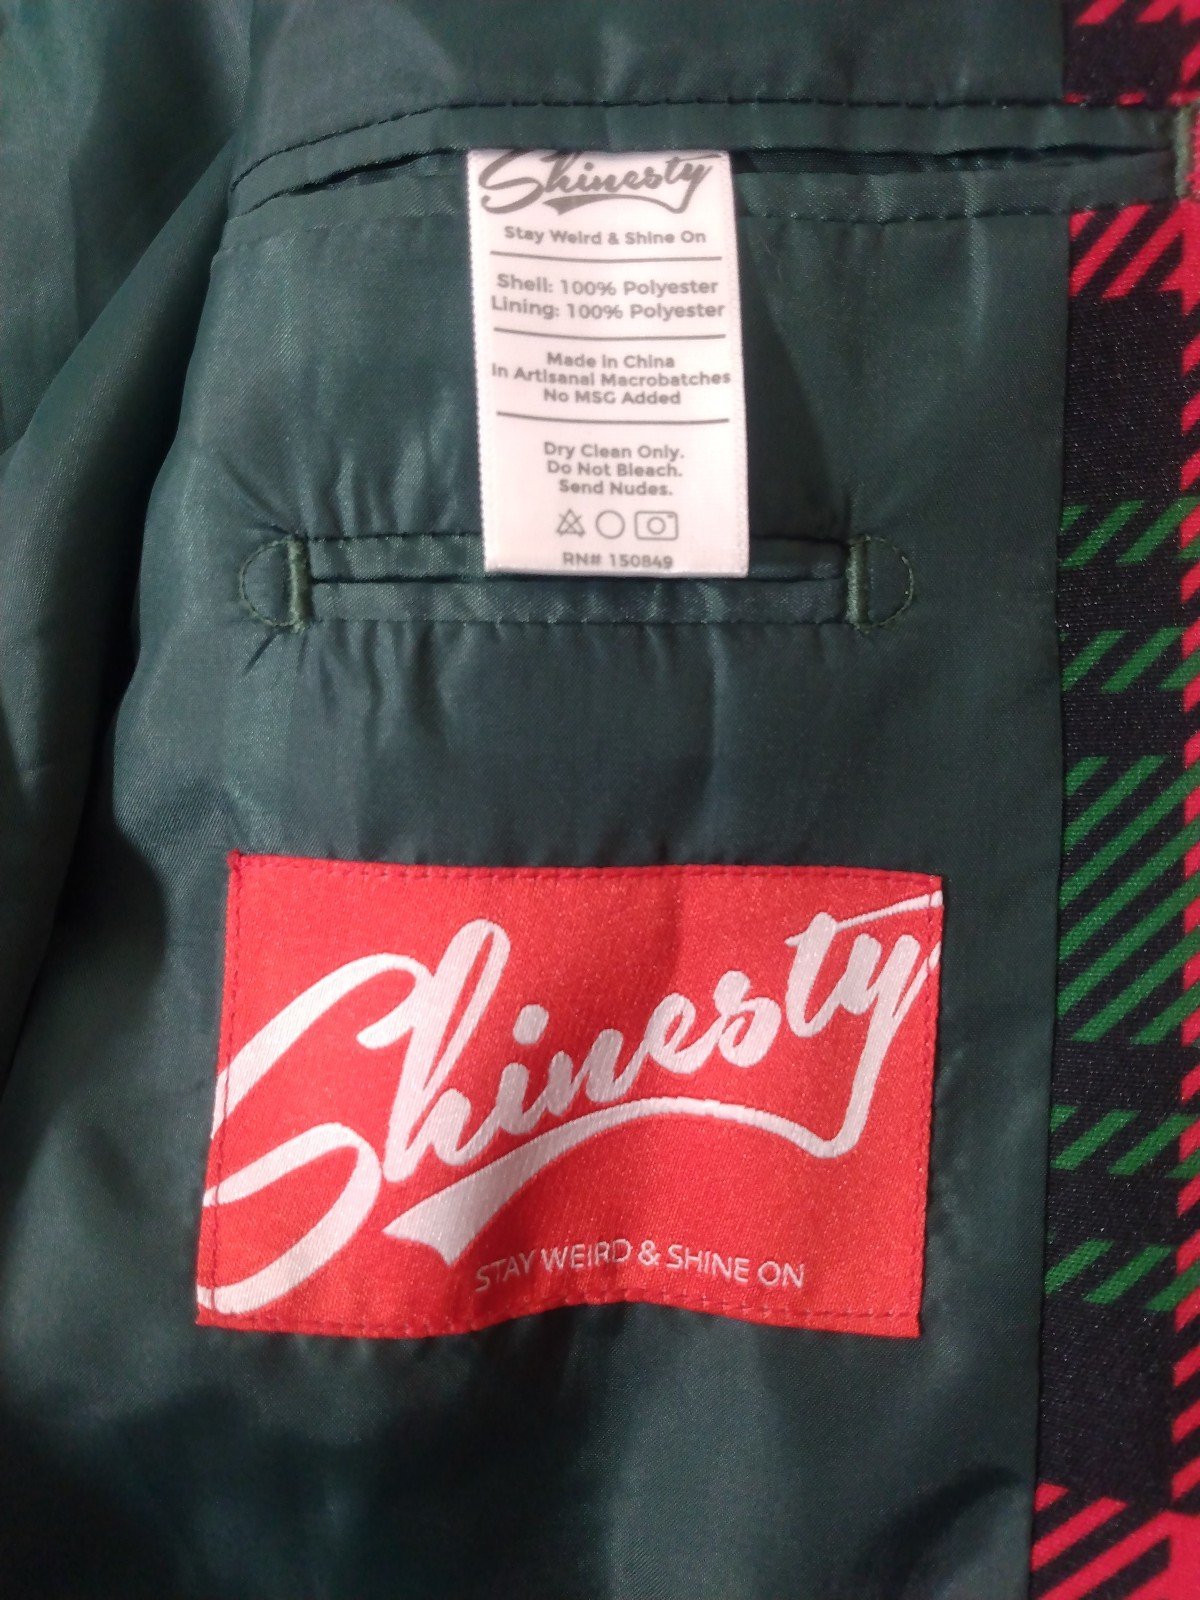 Shinesty
Stay Weird & Shine On
Shell: 100% Polyester
Lining: 100% Polyester
Made in China
In Artisanal Macrobatches
No MSG Added
Dry Clean Only.
Do Not Bleach.
Send Nudes.
RN# 150849
Shinesty
STAY WEIRD & SHINE ON